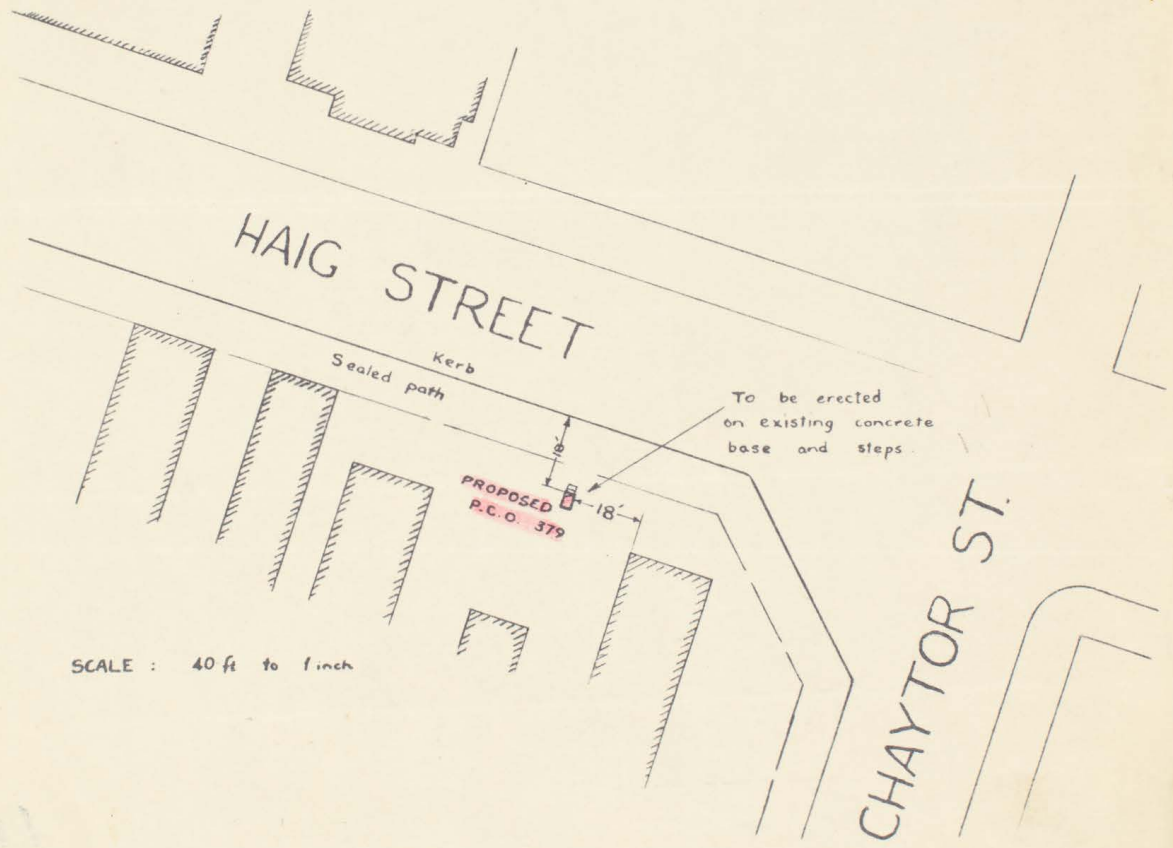 HAIG STREET
Kerb
Sealed path
To be erected
on existing concrete
base and steps.
18'
PROPOSED
P.C.O. 379
18'
CHAYTOR ST.
SCALE : 40 ft to 1 inch